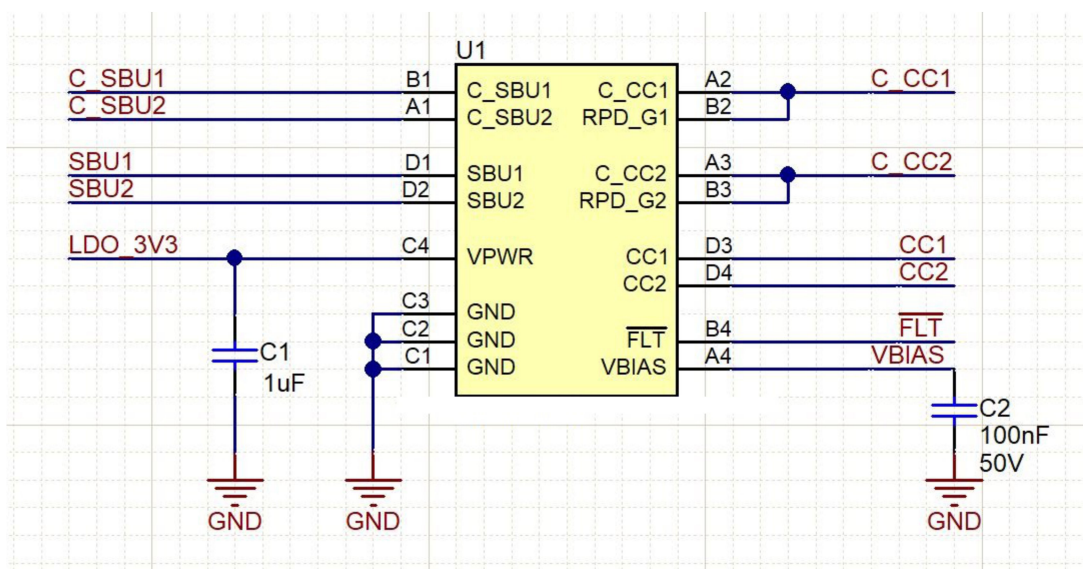 U1
C_SBU1 B1 C_SBU1 C_CC1 A2 C_CC1
C_SBU2 A1 C_SBU2 RPD_G1 B2
SBU1 D1 SBU1 C_CC2 A3 C_CC2
SBU2 D2 SBU2 RPD_G2 B3
LDO_3V3 C4 VPWR CC1 D3 CC1
CC2 D4 CC2
C3 GND
C2 GND FLT B4 FLT
C1 GND VBIAS A4 VBIAS
C1
1uF
C2
100nF
50V
GND GND GND